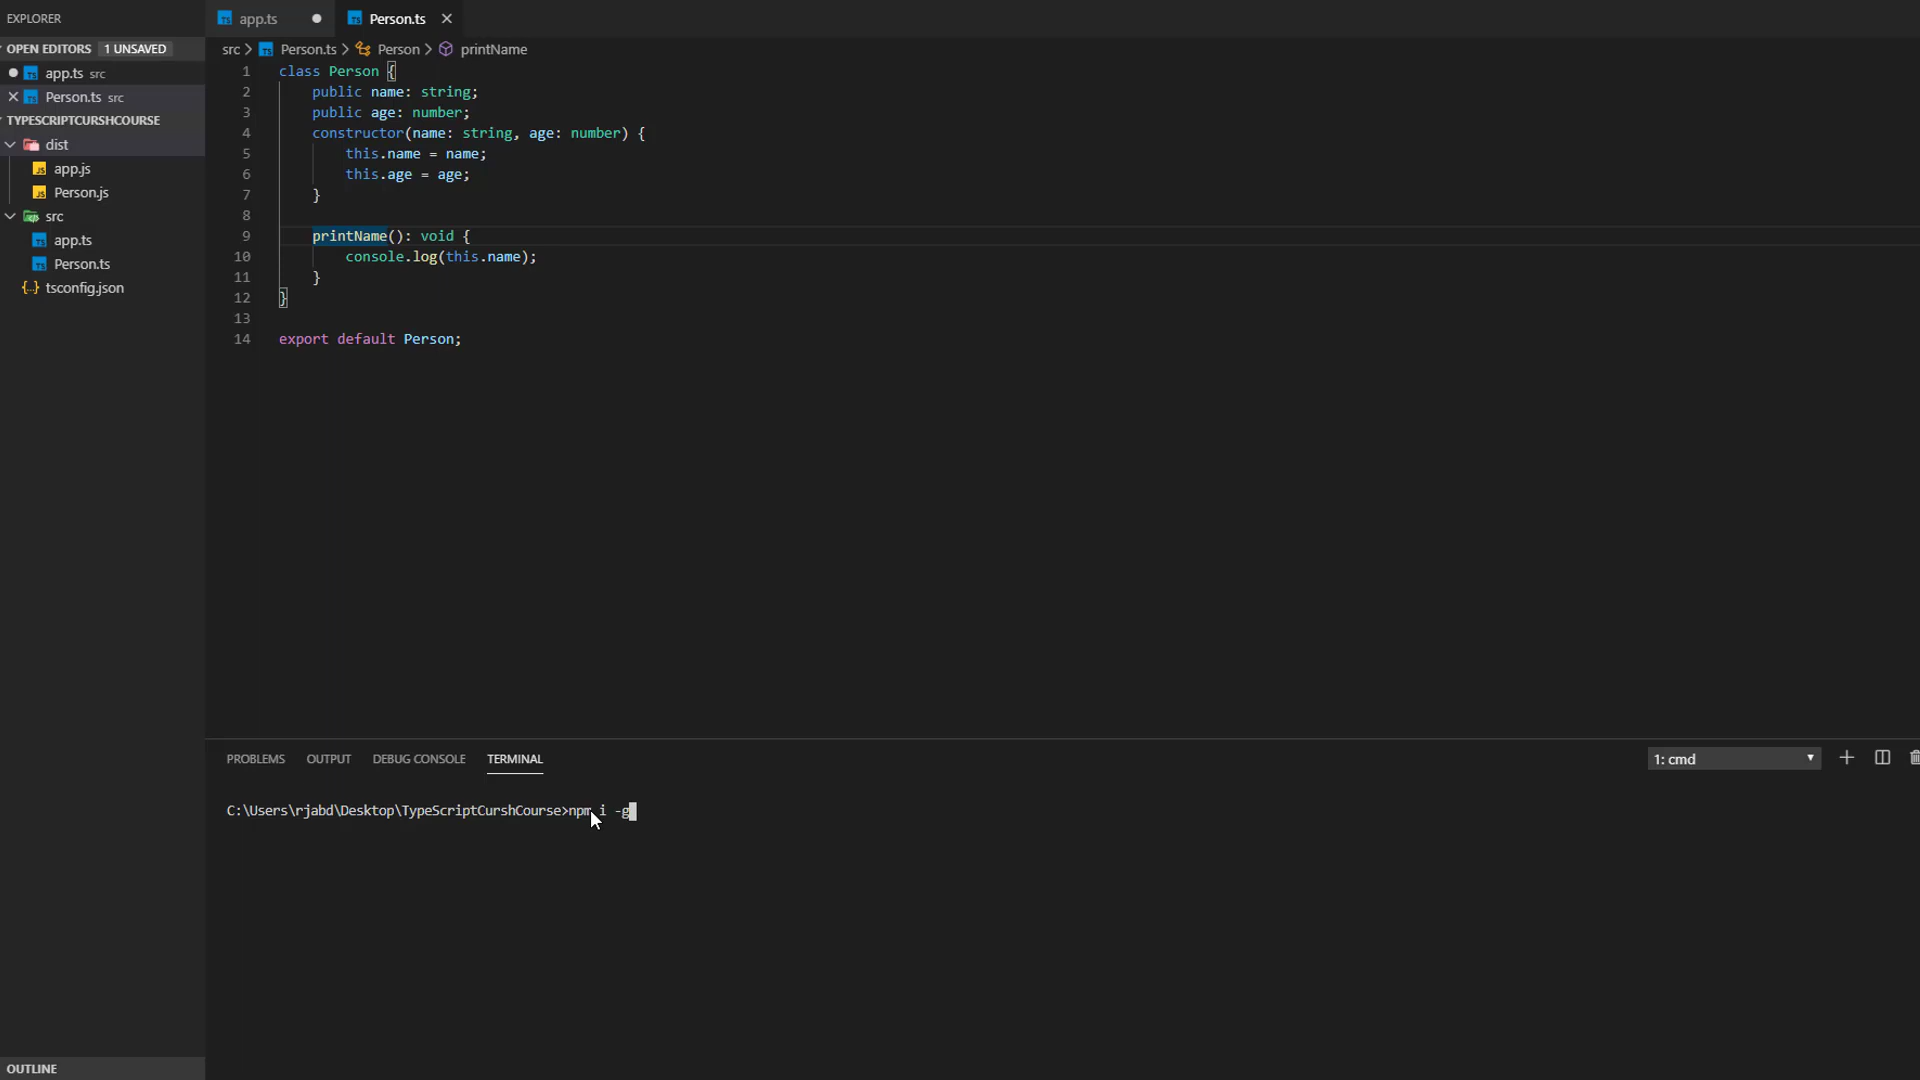 EXPLORER
OPEN EDITORS 1 UNSAVED
app.ts src
Person.ts src
TYPESCRIPTCURSHCOURSE
dist
app.js
Person.js
src
app.ts
Person.ts
tsconfig.json
OUTLINE
app.ts
Person.ts
src > Person.ts > Person > printName
1 class Person {
2 public name: string;
3 public age: number;
4 constructor(name: string, age: number) {
5 this.name = name;
6 this.age = age;
7 }
8
9 printName(): void {
10 console.log(this.name);
11 }
12 }
13
14 export default Person;
PROBLEMS OUTPUT DEBUG CONSOLE TERMINAL
1: cmd
C:\Users\rjabd\Desktop\TypeScriptCurshCourse>npm i -g